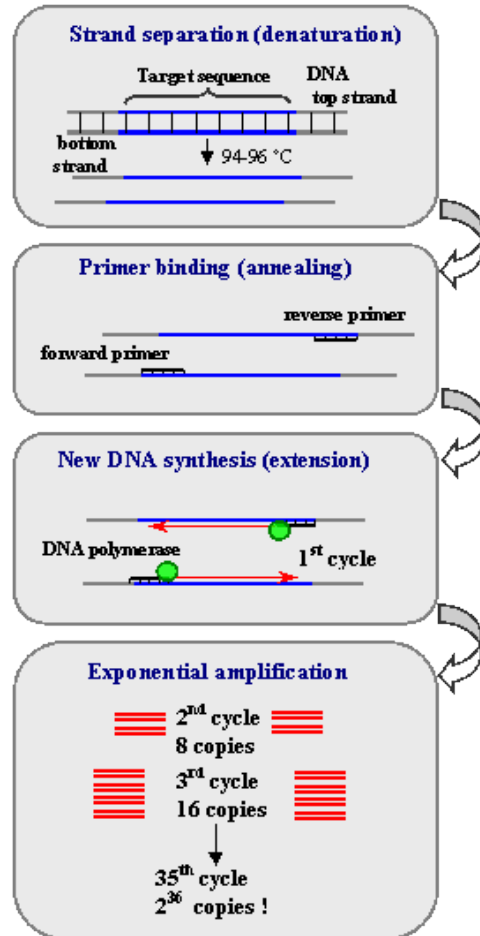 Strand separation (denaturation)
Target sequence
DNA
top strand
bottom
strand
94-96 °C
Primer binding (annealing)
reverse primer
forward primer
New DNA synthesis (extension)
DNA polymerase
1st cycle
Exponential amplification
2nd cycle
8 copies
3rd cycle
16 copies
35th cycle
2^36 copies !